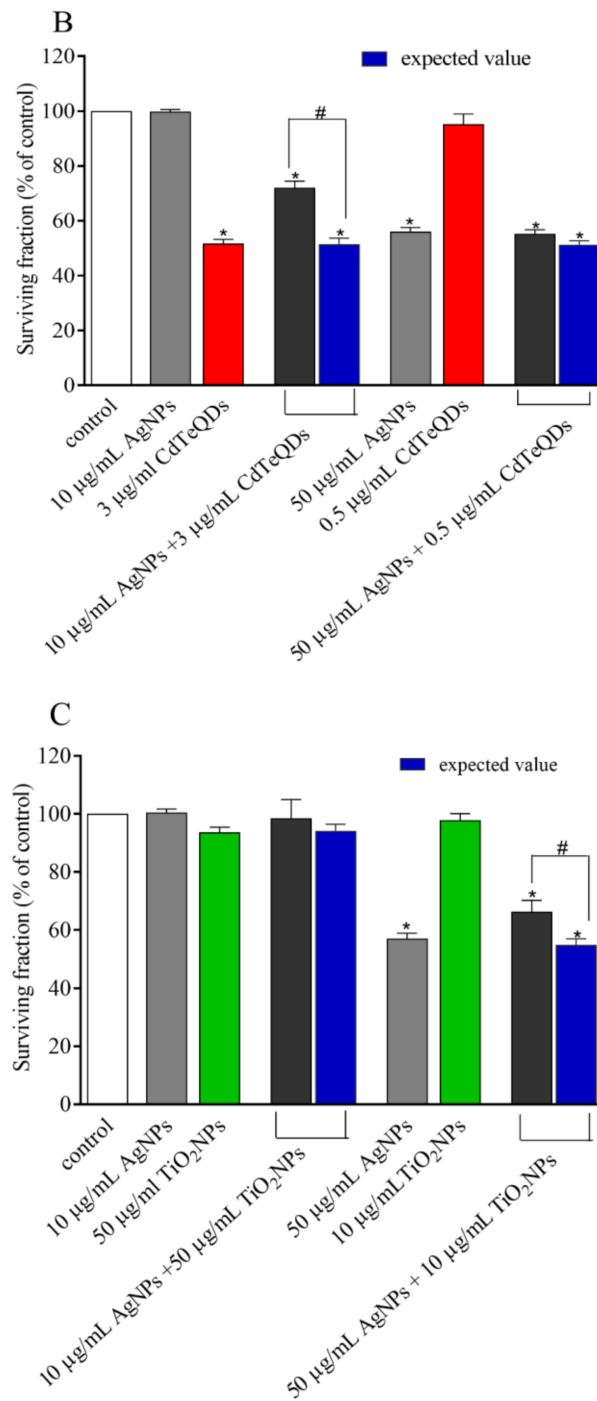 B
expected value
Surviving fraction (% of control)
120
100
80
60
40
20
0
#
*
*
*
*
*
*
control
10 µg/mL AgNPs
3 µg/ml CdTeQDs
10 µg/mL AgNPs +3 µg/mL CdTeQDs
50 µg/mL AgNPs
0.5 µg/mL CdTeQDs
50 µg/mL AgNPs + 0.5 µg/mL CdTeQDs
C
expected value
Surviving fraction (% of control)
120
100
80
60
40
20
0
#
*
*
*
control
10 µg/mL AgNPs
50 µg/ml TiO₂NPs
10 µg/mL AgNPs +50 µg/mL TiO₂NPs
50 µg/mL AgNPs
10 µg/mLTiO₂NPs
50 µg/mL AgNPs + 10 µg/mL TiO₂NPs